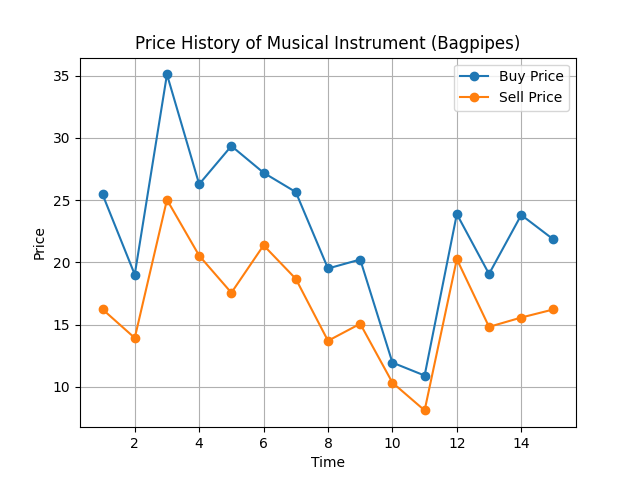 Price History of Musical Instrument (Bagpipes)
Buy Price
Sell Price
35
30
25
20
15
10
Price
2 4 6 8 10 12 14
Time